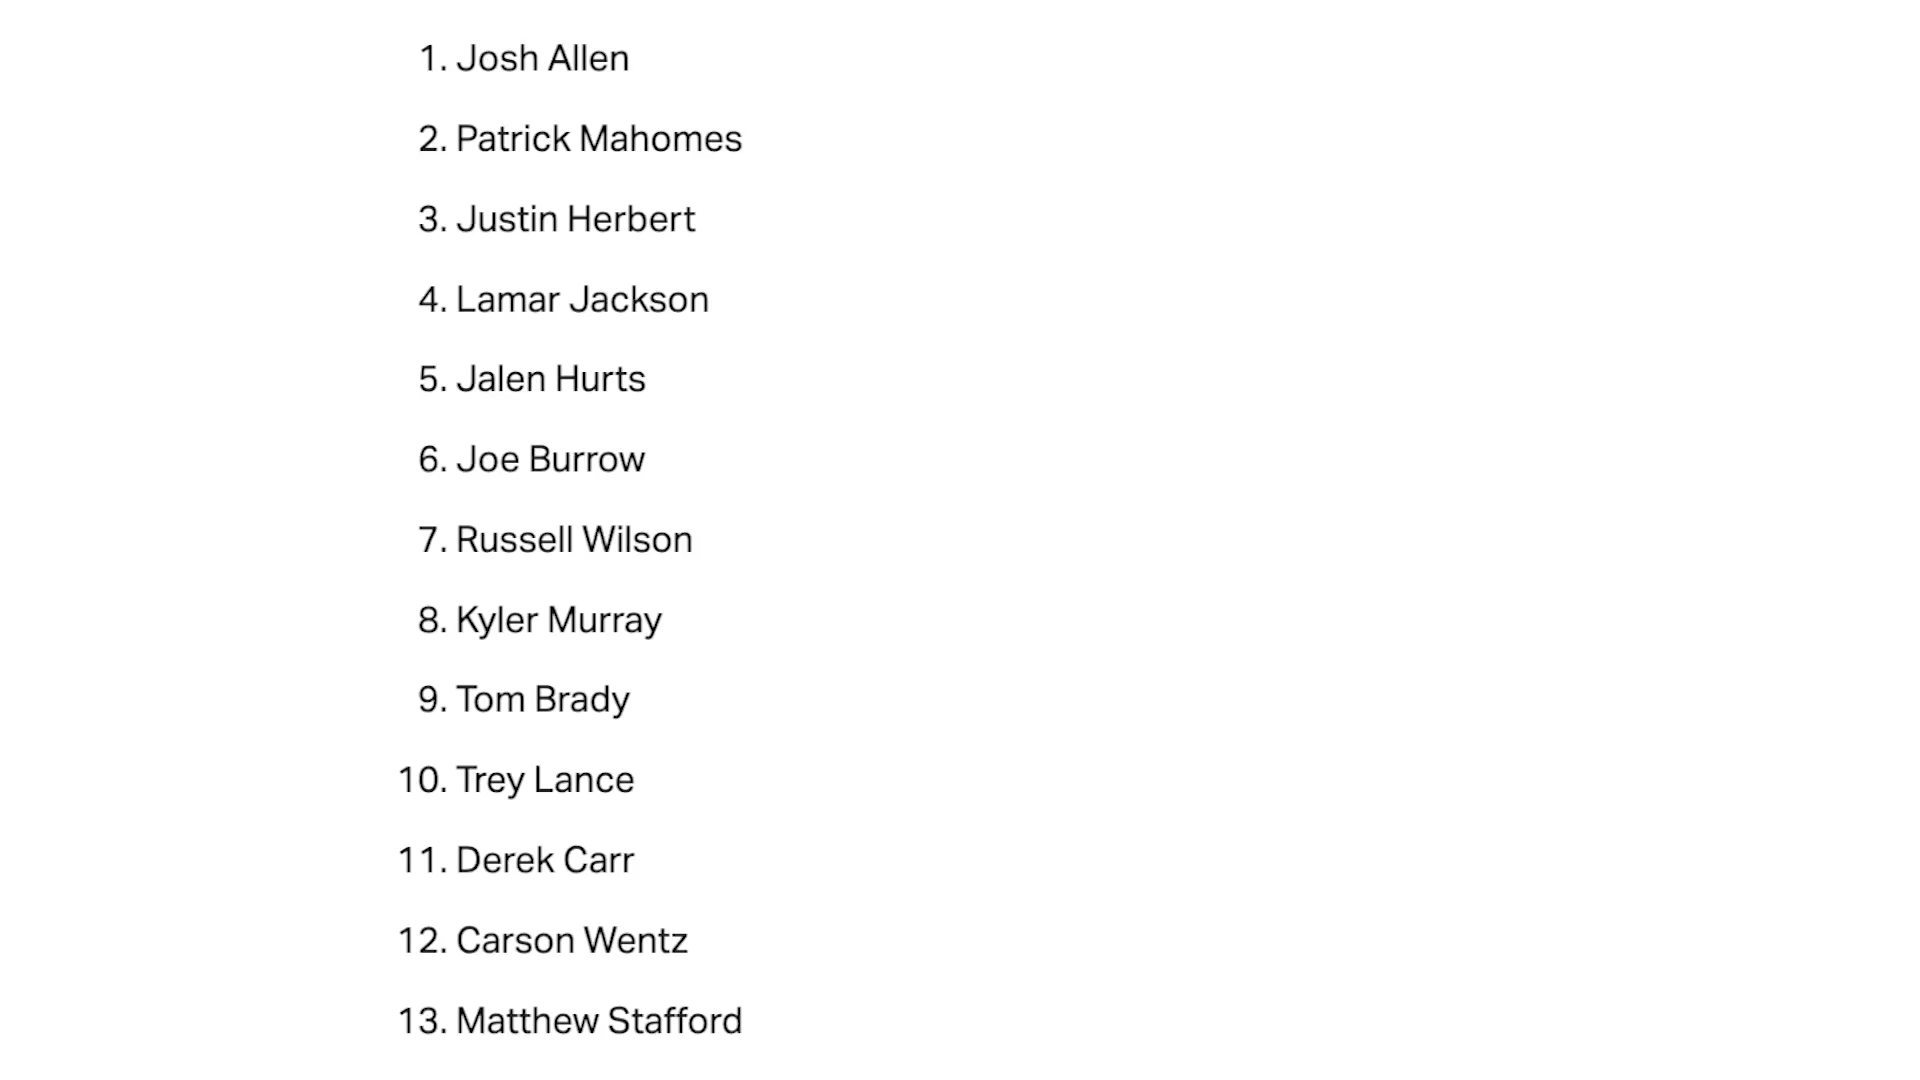 1. Josh Allen
2. Patrick Mahomes
3. Justin Herbert
4. Lamar Jackson
5. Jalen Hurts
6. Joe Burrow
7. Russell Wilson
8. Kyler Murray
9. Tom Brady
10. Trey Lance
11. Derek Carr
12. Carson Wentz
13. Matthew Stafford